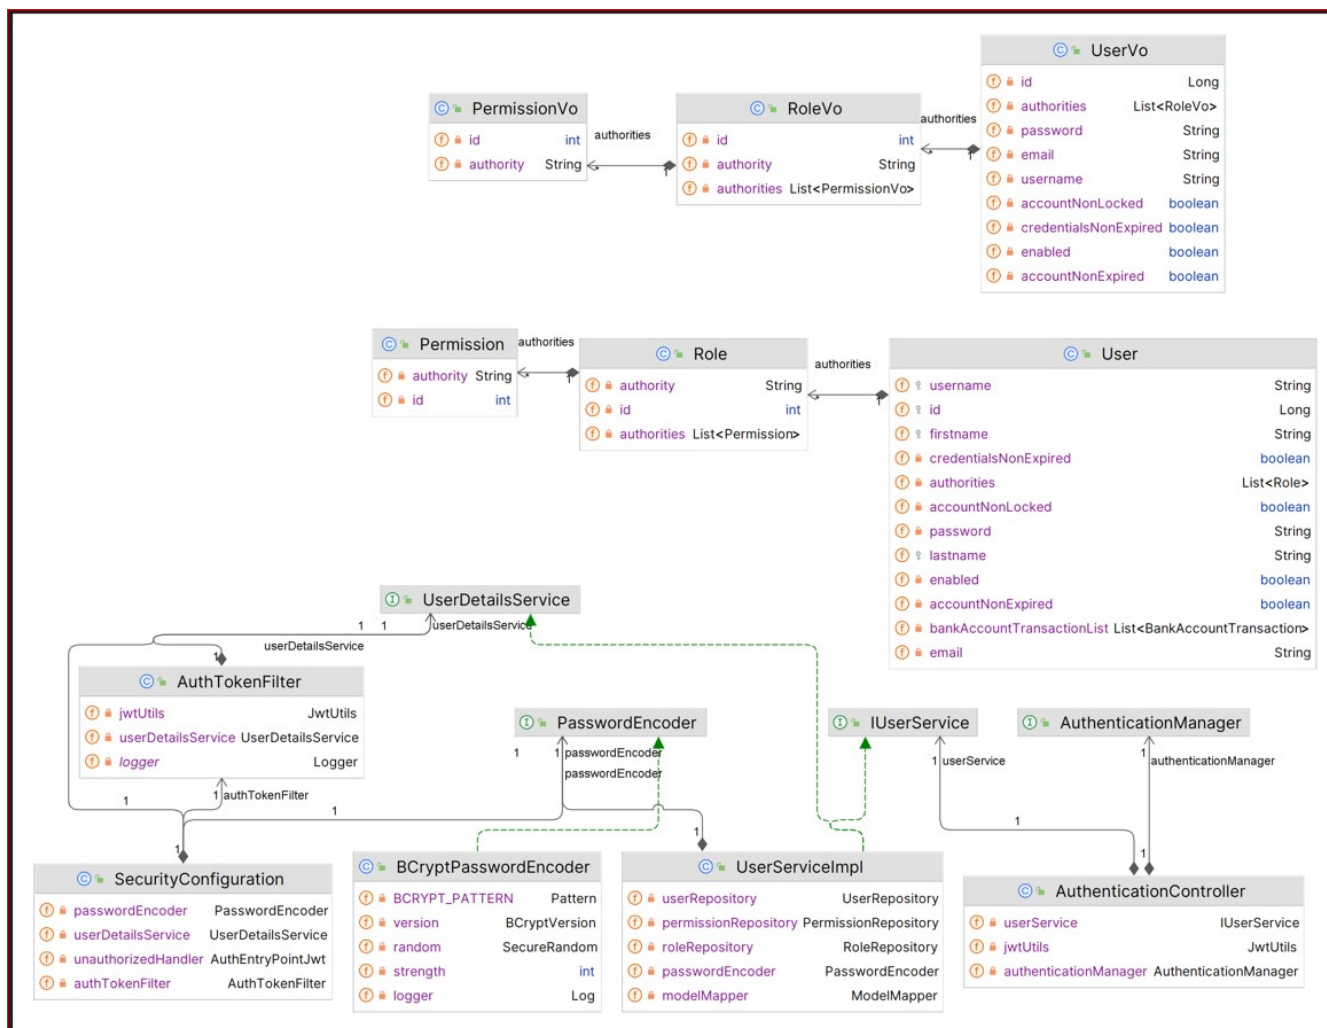 UserVo
id Long
authorities List<RoleVo>
password String
email String
username String
accountNonLocked boolean
credentialsNonExpired boolean
enabled boolean
accountNonExpired boolean
authorities
1
RoleVo
id int
authority String
authorities List<PermissionVo>
authorities
1
PermissionVo
id int
authority String
Permission
authority String
id int
authorities
1
Role
authority String
id int
authorities List<Permission>
authorities
1
User
username String
id Long
firstname String
credentialsNonExpired boolean
authorities List<Role>
accountNonLocked boolean
password String
lastname String
enabled boolean
accountNonExpired boolean
bankAccountTransactionList List<BankAccountTransaction>
email String
UserDetailsService
1 1 userDetailsService
userDetailsService
1
AuthTokenFilter
jwtUtils JwtUtils
userDetailsService UserDetailsService
logger Logger
1 1 authTokenFilter
1
1
PasswordEncoder
1 1 passwordEncoder
passwordEncoder
1
IUserService
1 userService
1
AuthenticationManager
1 authenticationManager
1
SecurityConfiguration
passwordEncoder PasswordEncoder
userDetailsService UserDetailsService
unauthorizedHandler AuthEntryPointJwt
authTokenFilter AuthTokenFilter
BCryptPasswordEncoder
BCRYPT_PATTERN Pattern
version BCryptVersion
random SecureRandom
strength int
logger Log
UserServiceImpl
userRepository UserRepository
permissionRepository PermissionRepository
roleRepository RoleRepository
passwordEncoder PasswordEncoder
modelMapper ModelMapper
AuthenticationController
userService IUserService
jwtUtils JwtUtils
authenticationManager AuthenticationManager